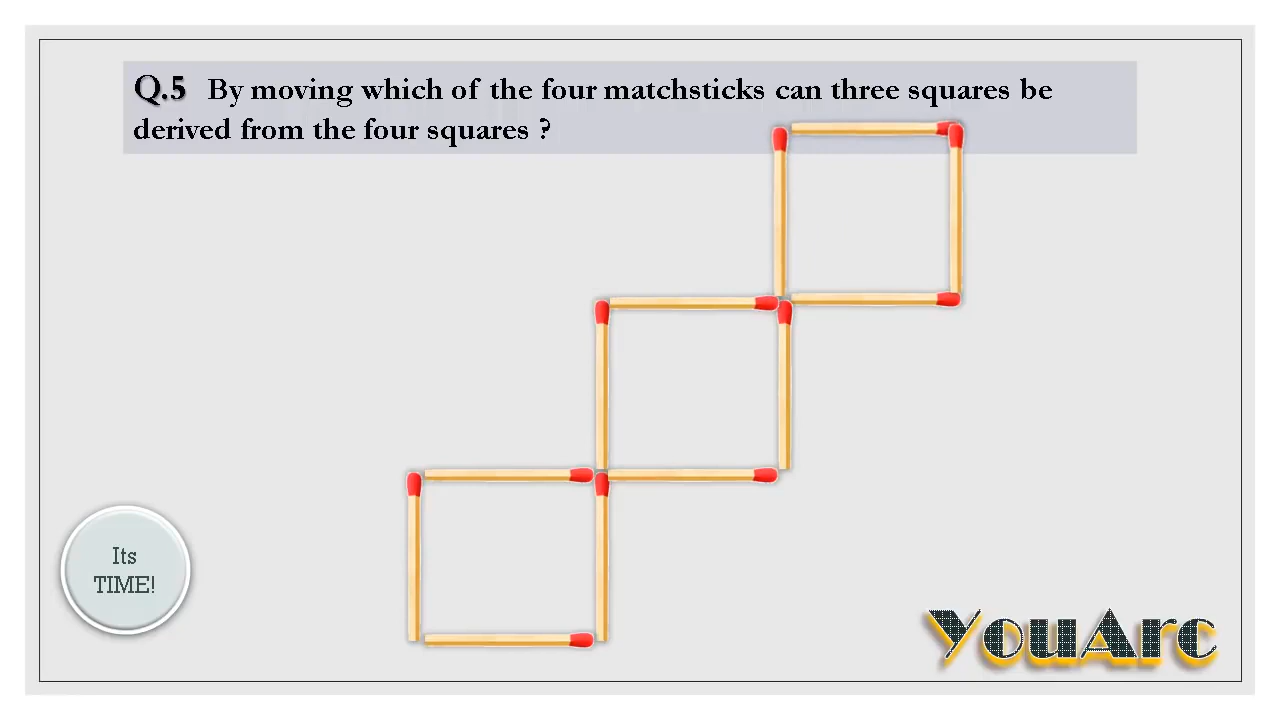 Q.5 By moving which of the four matchsticks can three squares be
derived from the four squares ?
Its
TIME!
YouArc